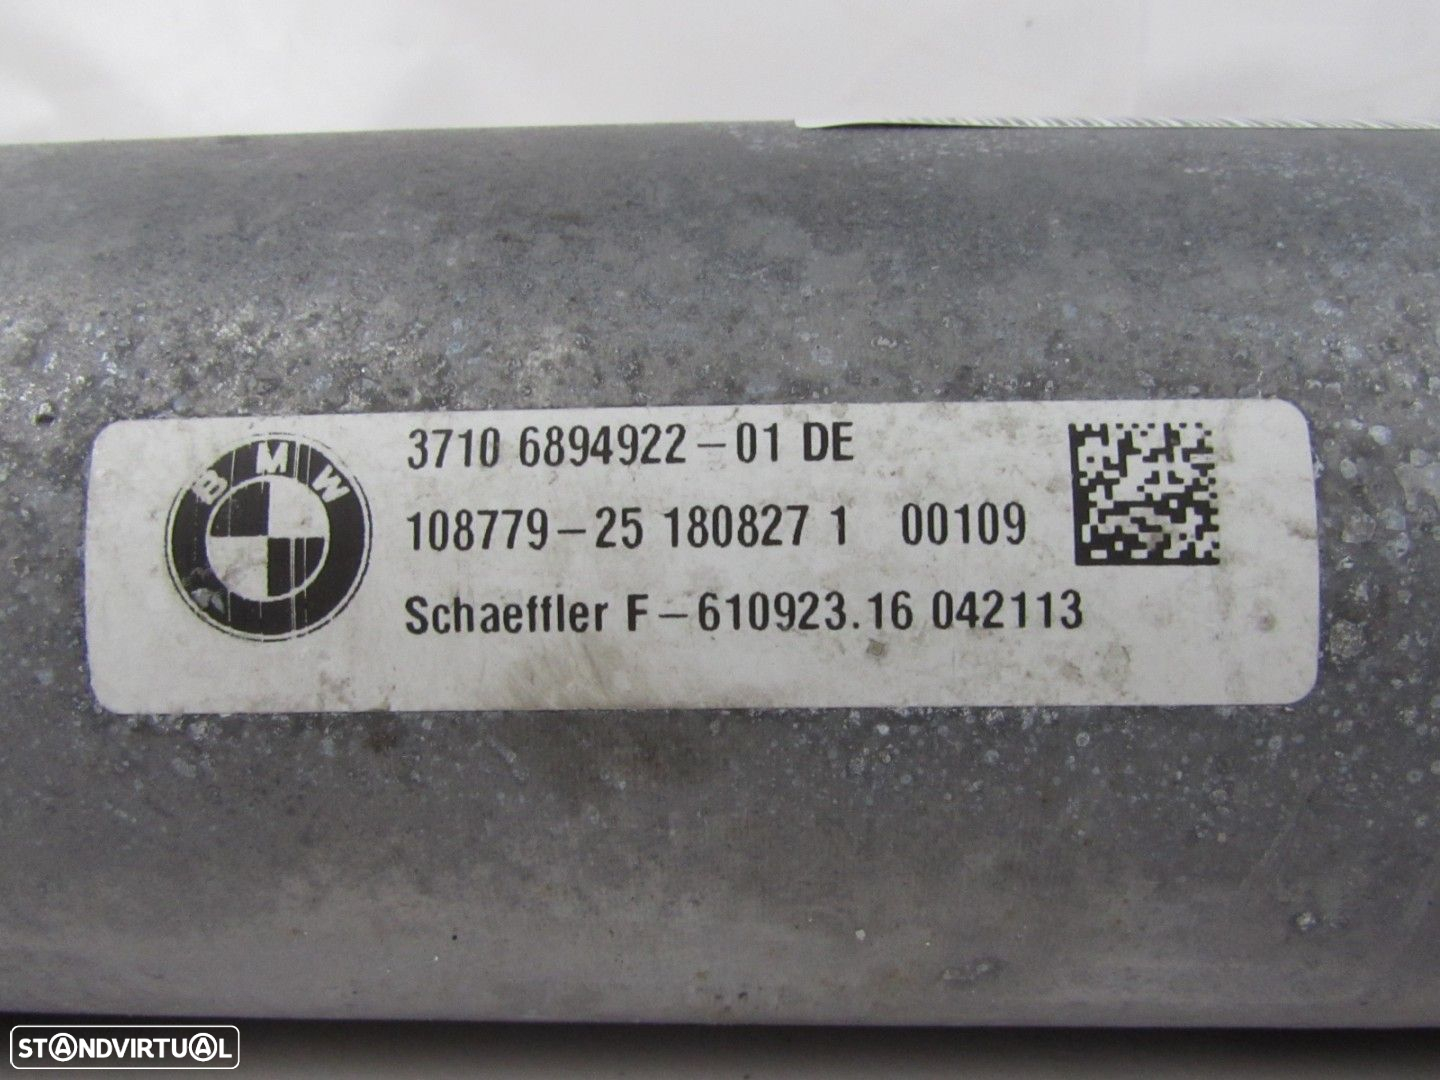 BMW
3710 6894922-01 DE
108779-25 180827 1 00109
Schaeffler F-610923.16 042113
STANDVIRTUAL